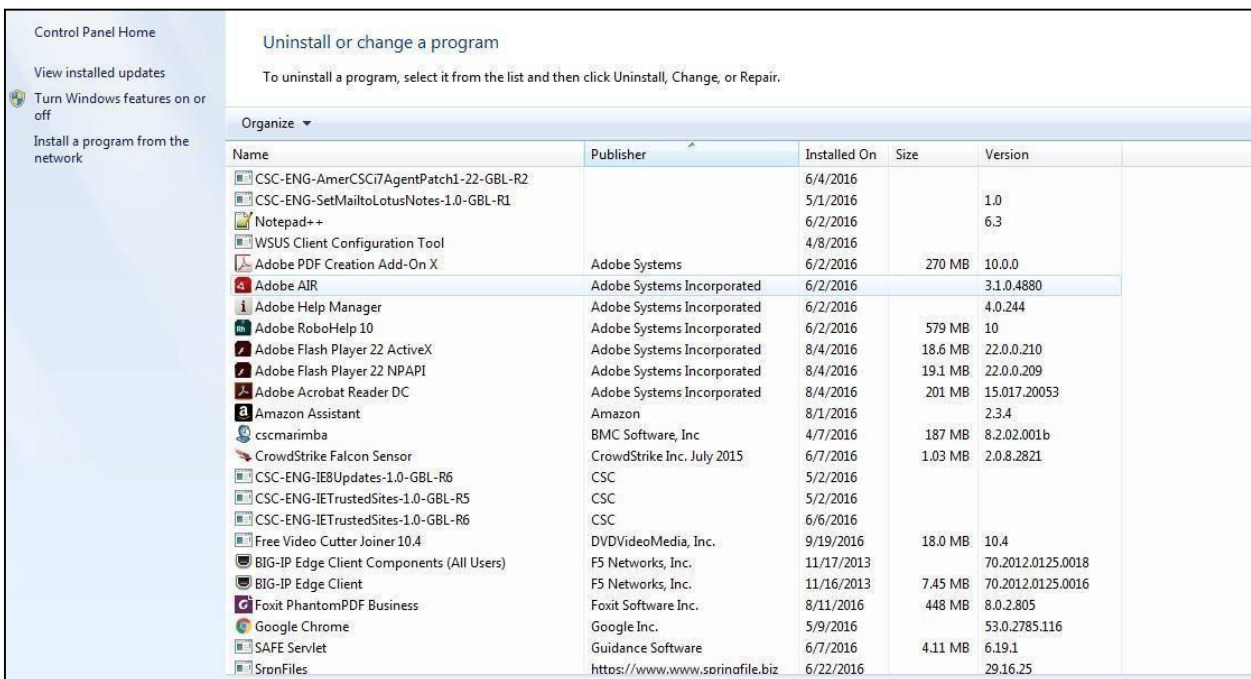 Control Panel Home
View installed updates
Turn Windows features on or
off
Install a program from the
network
Uninstall or change a program
To uninstall a program, select it from the list and then click Uninstall, Change, or Repair.
Organize
Name Publisher Installed On Size Version
CSC-ENG-AmerCSCi7AgentPatch1-22-GBL-R2 6/4/2016
CSC-ENG-SetMailtoLotusNotes-1.0-GBL-R1 5/1/2016 1.0
Notepad++ 6/2/2016 6.3
WSUS Client Configuration Tool 4/8/2016
Adobe PDF Creation Add-On X Adobe Systems 6/2/2016 270 MB 10.0.0
Adobe AIR Adobe Systems Incorporated 6/2/2016 3.1.0.4880
Adobe Help Manager Adobe Systems Incorporated 6/2/2016 4.0.244
Adobe RoboHelp 10 Adobe Systems Incorporated 6/2/2016 579 MB 10
Adobe Flash Player 22 ActiveX Adobe Systems Incorporated 8/4/2016 18.6 MB 22.0.0.210
Adobe Flash Player 22 NPAPI Adobe Systems Incorporated 8/4/2016 19.1 MB 22.0.0.209
Adobe Acrobat Reader DC Adobe Systems Incorporated 8/4/2016 201 MB 15.017.20053
Amazon Assistant Amazon 8/1/2016 2.3.4
cscmarimba BMC Software, Inc 4/7/2016 187 MB 8.2.02.001b
CrowdStrike Falcon Sensor CrowdStrike Inc. July 2015 6/7/2016 1.03 MB 2.0.8.2821
CSC-ENG-IE8Updates-1.0-GBL-R6 CSC 5/2/2016
CSC-ENG-IETrustedSites-1.0-GBL-R5 CSC 5/2/2016
CSC-ENG-IETrustedSites-1.0-GBL-R6 CSC 6/6/2016
Free Video Cutter Joiner 10.4 DVDVideoMedia, Inc. 9/19/2016 18.0 MB 10.4
BIG-IP Edge Client Components (All Users) F5 Networks, Inc. 11/17/2013 70.2012.0125.0018
BIG-IP Edge Client F5 Networks, Inc. 11/16/2013 7.45 MB 70.2012.0125.0016
Foxit PhantomPDF Business Foxit Software Inc. 8/11/2016 448 MB 8.0.2.805
Google Chrome Google Inc. 5/9/2016 53.0.2785.116
SAFE Servlet Guidance Software 6/7/2016 4.11 MB 6.19.1
SrpnFiles https://www.www.springfile.biz 6/22/2016 29.16.25